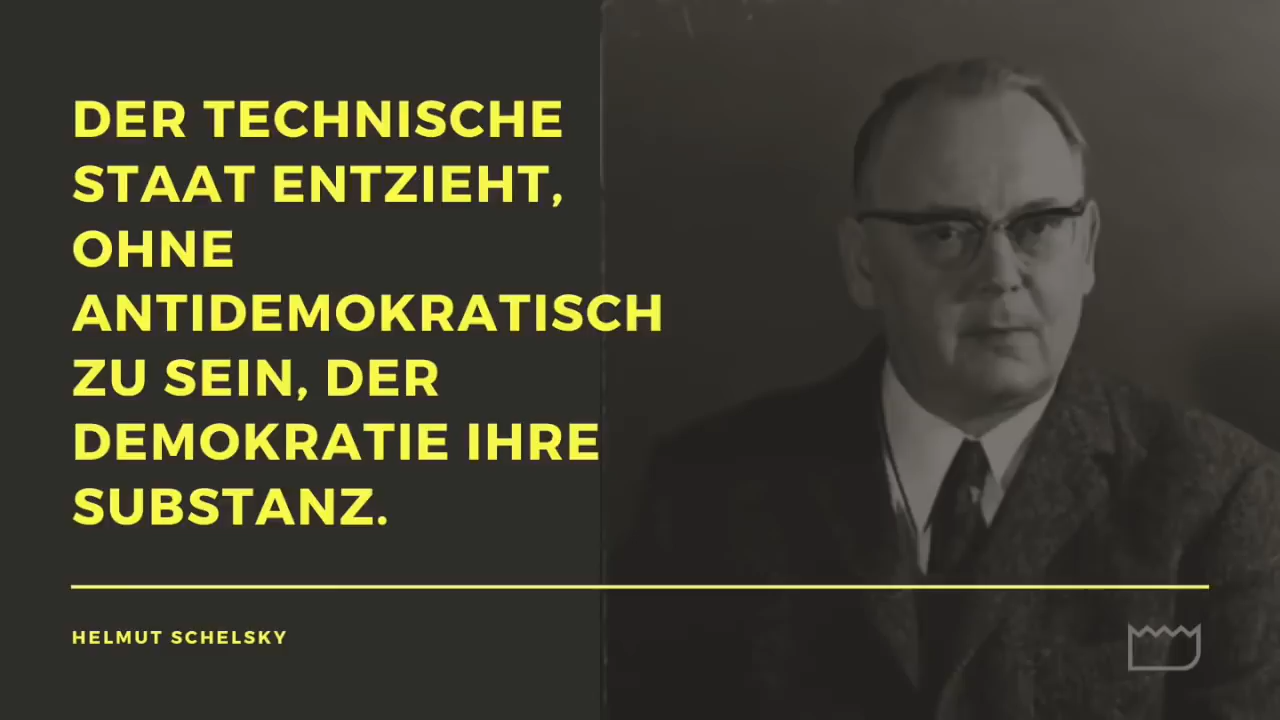 DER TECHNISCHE
STAAT ENTZIEHT,
OHNE
ANTIDEMOKRATISCH
ZU SEIN, DER
DEMOKRATIE IHRE
SUBSTANZ.
HELMUT SCHELSKY